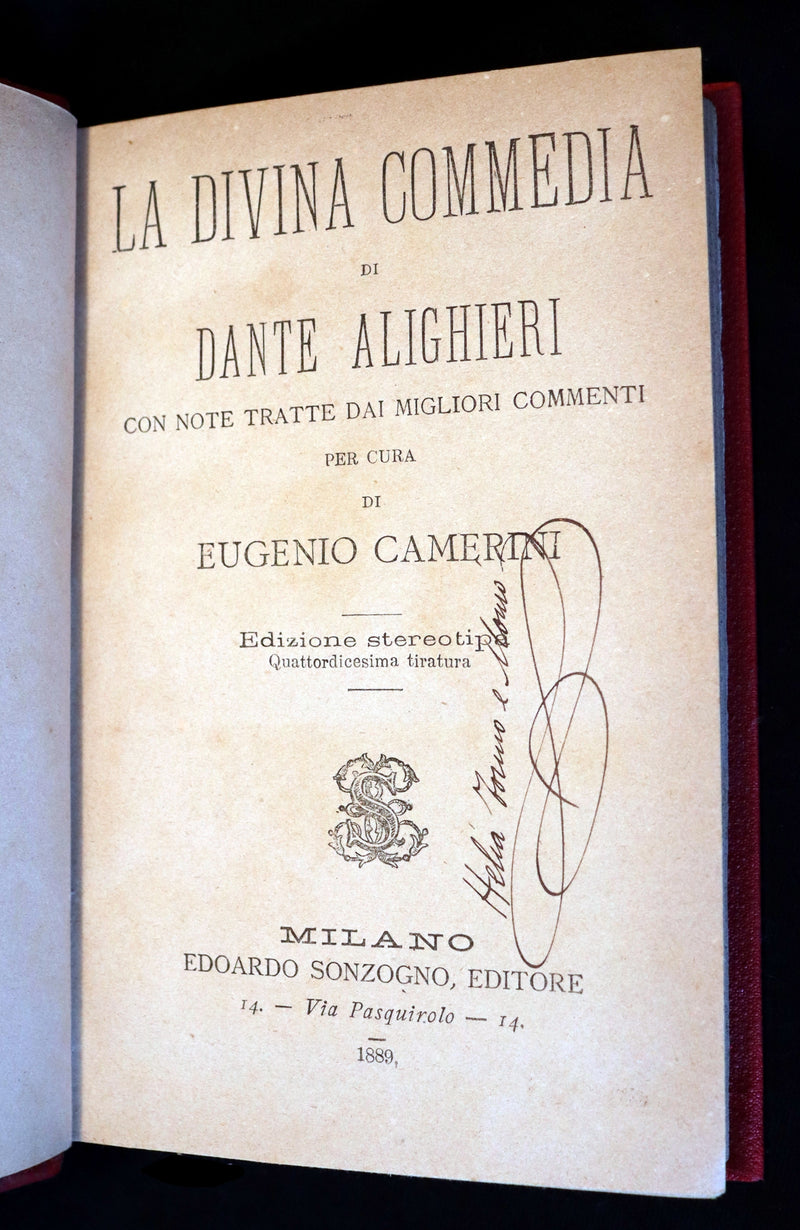 LA DIVINA COMMEDIA
DI
DANTE ALIGHIERI
CON NOTE TRATTE DAI MIGLIORI COMMENTI
PER CURA
DI
EUGENIO CAMERINI
Edizione stereotipa
Quattordicesima tiratura
MILANO
EDOARDO SONZOGNO, EDITORE
14. — Via Pasquirolo — 14.
1889,